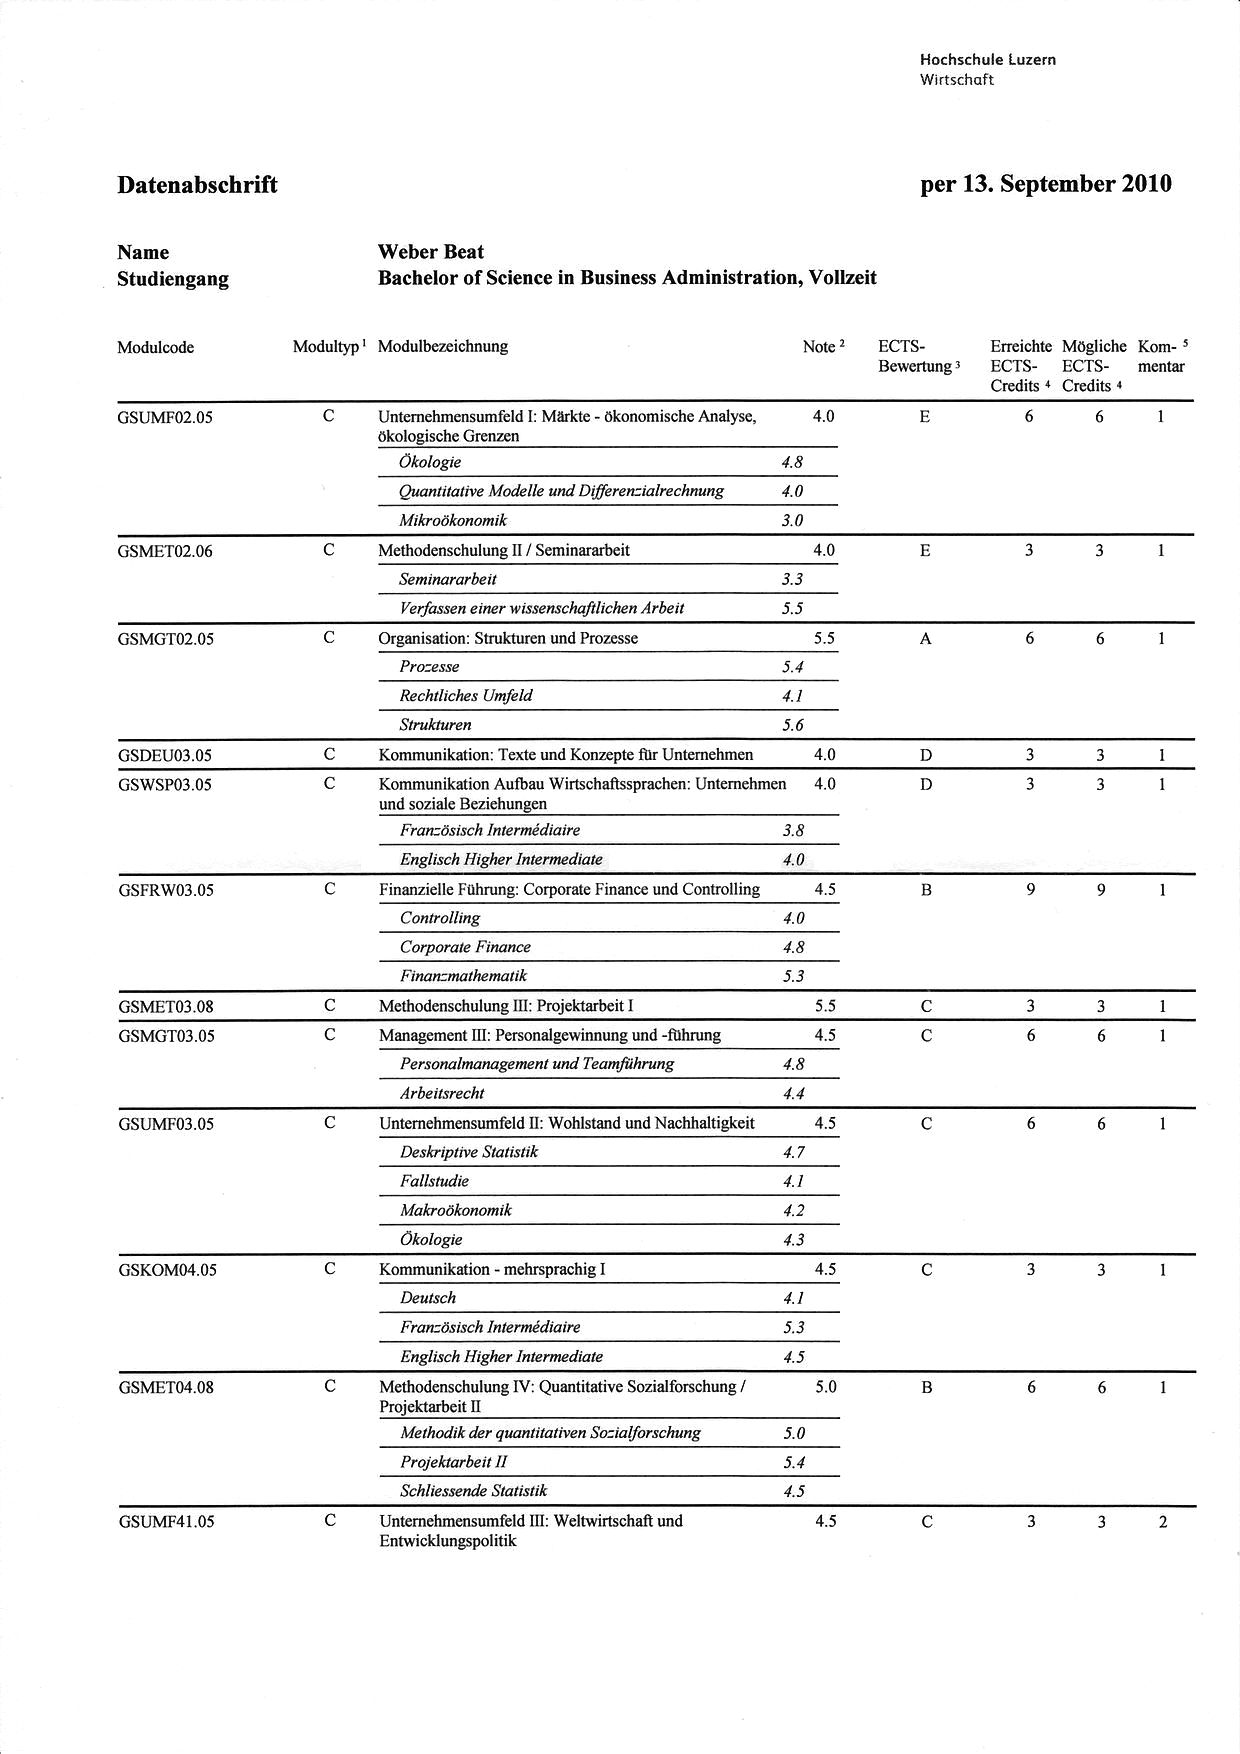 Hochschule Luzern
Wirtschaft
Datenabschrift per 13. September 2010
Name Weber Beat
Studiengang Bachelor of Science in Business Administration, Vollzeit
Modulcode Modultyp 1 Modulbezeichnung Note 2 ECTS- Erreichte Mögliche Kom- 5
Bewertung 3 ECTS- ECTS- mentar
Credits 4 Credits 4
GSUMF02.05 C Unternehmensumfeld I: Märkte - ökonomische Analyse, 4.0 E 6 6 1
ökologische Grenzen
Ökologie 4.8
Quantitative Modelle und Differenzialrechnung 4.0
Mikroökonomik 3.0
GSMET02.06 C Methodenschulung II / Seminararbeit 4.0 E 3 3 1
Seminararbeit 3.3
Verfassen einer wissenschaftlichen Arbeit 5.5
GSMGT02.05 C Organisation: Strukturen und Prozesse 5.5 A 6 6 1
Prozesse 5.4
Rechtliches Umfeld 4.1
Strukturen 5.6
GSDEU03.05 C Kommunikation: Texte und Konzepte für Unternehmen 4.0 D 3 3 1
GSWSP03.05 C Kommunikation Aufbau Wirtschaftssprachen: Unternehmen 4.0 D 3 3 1
und soziale Beziehungen
Französisch Intermédiaire 3.8
Englisch Higher Intermediate 4.0
GSFRW03.05 C Finanzielle Führung: Corporate Finance und Controlling 4.5 B 9 9 1
Controlling 4.0
Corporate Finance 4.8
Finanzmathematik 5.3
GSMET03.08 C Methodenschulung III: Projektarbeit I 5.5 C 3 3 1
GSMGT03.05 C Management III: Personalgewinnung und -führung 4.5 C 6 6 1
Personalmanagement und Teamführung 4.8
Arbeitsrecht 4.4
GSUMF03.05 C Unternehmensumfeld II: Wohlstand und Nachhaltigkeit 4.5 C 6 6 1
Deskriptive Statistik 4.7
Fallstudie 4.1
Makroökonomik 4.2
Ökologie 4.3
GSKOM04.05 C Kommunikation - mehrsprachig I 4.5 C 3 3 1
Deutsch 4.1
Französisch Intermédiaire 5.3
Englisch Higher Intermediate 4.5
GSMET04.08 C Methodenschulung IV: Quantitative Sozialforschung / 5.0 B 6 6 1
Projektarbeit II
Methodik der quantitativen Sozialforschung 5.0
Projektarbeit II 5.4
Schliessende Statistik 4.5
GSUMF41.05 C Unternehmensumfeld III: Weltwirtschaft und 4.5 C 3 3 2
Entwicklungspolitik